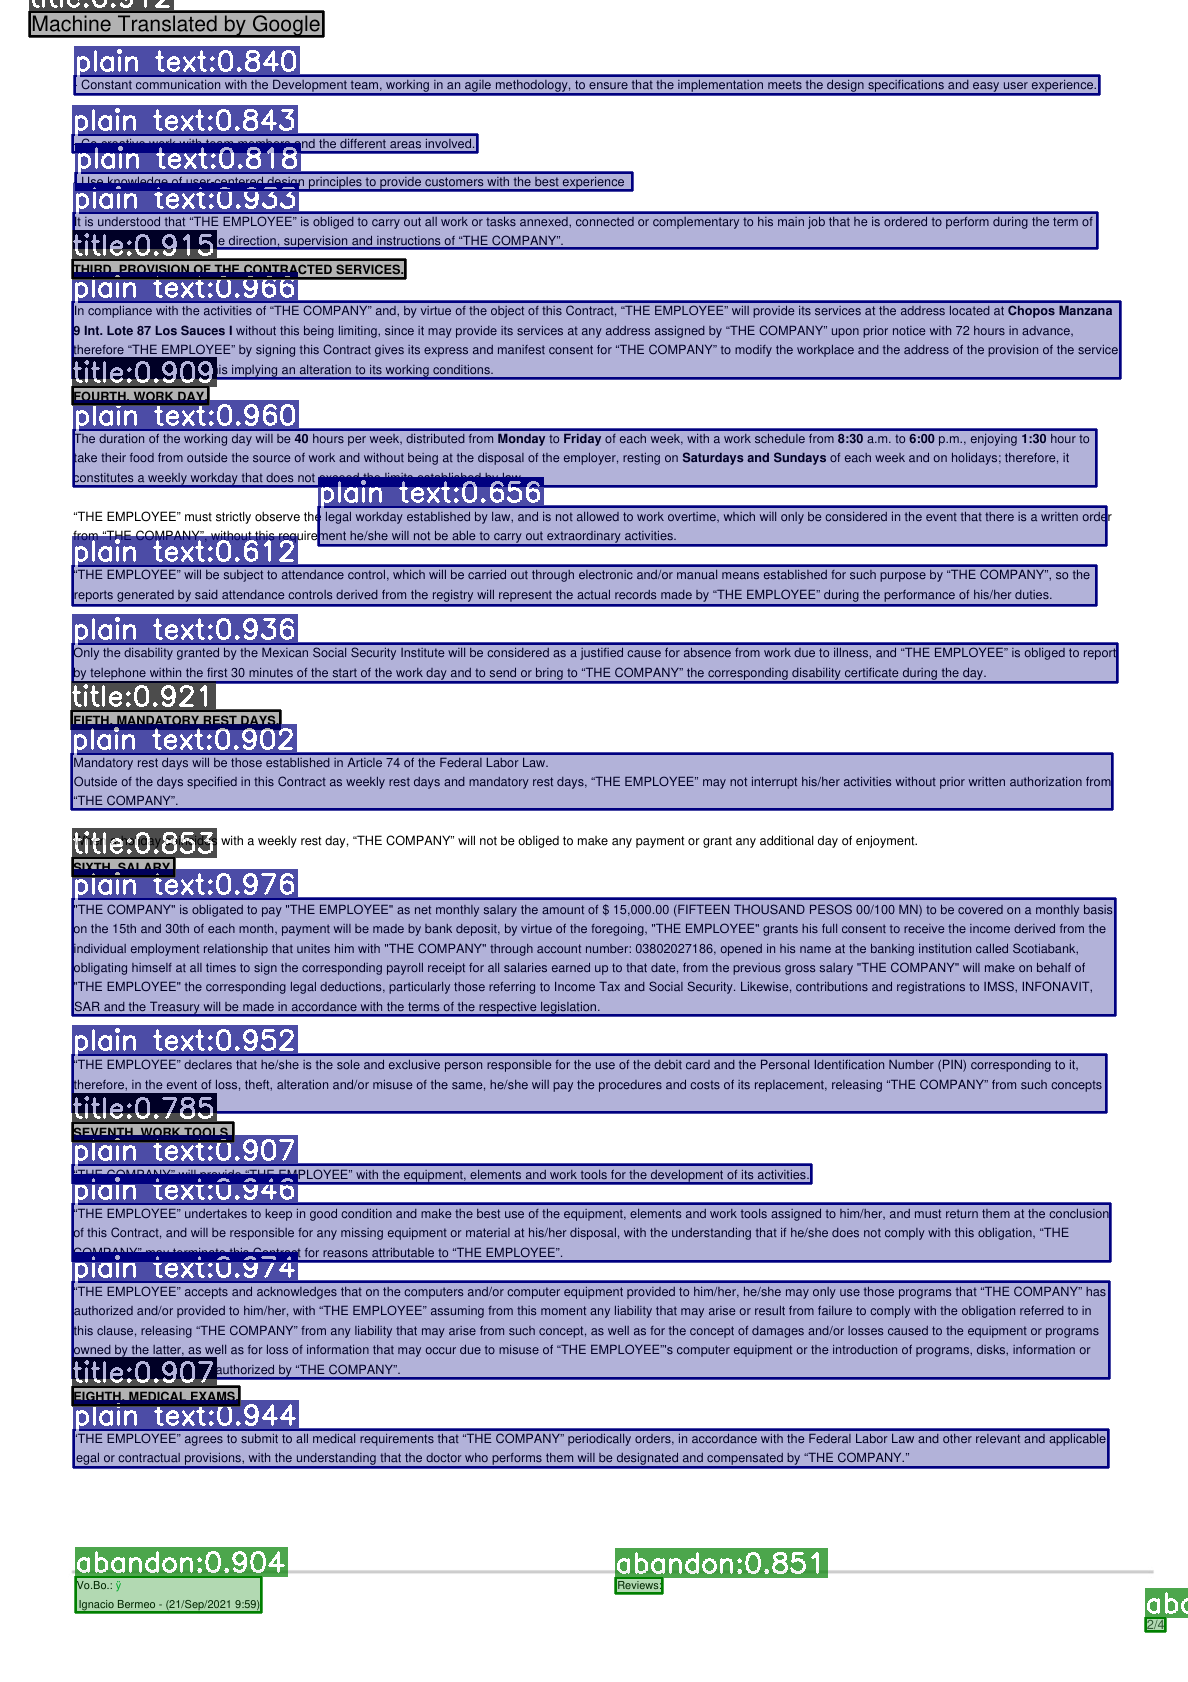 title:0.912
Machine Translated by Google
plain text:0.840
Constant communication with the Development team, working in an agile methodology, to ensure that the implementation meets the design specifications and easy user experience.
plain text:0.843
Co creative work with team members and the different areas involved.
plain text:0.818
Use knowledge of user-centered design principles to provide customers with the best experience
plain text:0.933
It is understood that “THE EMPLOYEE” is obliged to carry out all work or tasks annexed, connected or complementary to his main job that he is ordered to perform during the term of
title:0.915
direction, supervision and instructions of “THE COMPANY”.
THIRD. PROVISION OF THE CONTRACTED SERVICES.
plain text:0.966
In compliance with the activities of “THE COMPANY” and, by virtue of the object of this Contract, “THE EMPLOYEE” will provide its services at the address located at Chopos Manzana
9 Int. Lote 87 Los Sauces I without this being limiting, since it may provide its services at any address assigned by “THE COMPANY” upon prior notice with 72 hours in advance,
therefore “THE EMPLOYEE” by signing this Contract gives its express and manifest consent for “THE COMPANY” to modify the workplace and the address of the provision of the service
title:0.909
is implying an alteration to its working conditions.
FOURTH. WORK DAY.
plain text:0.960
The duration of the working day will be 40 hours per week, distributed from Monday to Friday of each week, with a work schedule from 8:30 a.m. to 6:00 p.m., enjoying 1:30 hour to
take their food from outside the source of work and without being at the disposal of the employer, resting on Saturdays and Sundays of each week and on holidays; therefore, it
constitutes a weekly workday that does not exceed the limits established by law.
plain text:0.656
“THE EMPLOYEE” must strictly observe the legal workday established by law, and is not allowed to work overtime, which will only be considered in the event that there is a written order
from “THE COMPANY”, without this requirement he/she will not be able to carry out extraordinary activities.
plain text:0.612
“THE EMPLOYEE” will be subject to attendance control, which will be carried out through electronic and/or manual means established for such purpose by “THE COMPANY”, so the
reports generated by said attendance controls derived from the registry will represent the actual records made by “THE EMPLOYEE” during the performance of his/her duties.
plain text:0.936
Only the disability granted by the Mexican Social Security Institute will be considered as a justified cause for absence from work due to illness, and “THE EMPLOYEE” is obliged to report
by telephone within the first 30 minutes of the start of the work day and to send or bring to “THE COMPANY” the corresponding disability certificate during the day.
title:0.921
FIFTH. MANDATORY REST DAYS.
plain text:0.902
Mandatory rest days will be those established in Article 74 of the Federal Labor Law.
Outside of the days specified in this Contract as weekly rest days and mandatory rest days, “THE EMPLOYEE” may not interrupt his/her activities without prior written authorization from
“THE COMPANY”.
title:0.853
with a weekly rest day, “THE COMPANY” will not be obliged to make any payment or grant any additional day of enjoyment.
SIXTH. SALARY.
plain text:0.976
"THE COMPANY" is obligated to pay "THE EMPLOYEE" as net monthly salary the amount of $ 15,000.00 (FIFTEEN THOUSAND PESOS 00/100 MN) to be covered on a monthly basis
on the 15th and 30th of each month, payment will be made by bank deposit, by virtue of the foregoing, "THE EMPLOYEE" grants his full consent to receive the income derived from the
individual employment relationship that unites him with "THE COMPANY" through account number: 03802027186, opened in his name at the banking institution called Scotiabank,
obligating himself at all times to sign the corresponding payroll receipt for all salaries earned up to that date, from the previous gross salary "THE COMPANY" will make on behalf of
"THE EMPLOYEE" the corresponding legal deductions, particularly those referring to Income Tax and Social Security. Likewise, contributions and registrations to IMSS, INFONAVIT,
SAR and the Treasury will be made in accordance with the terms of the respective legislation.
plain text:0.952
“THE EMPLOYEE” declares that he/she is the sole and exclusive person responsible for the use of the debit card and the Personal Identification Number (PIN) corresponding to it,
therefore, in the event of loss, theft, alteration and/or misuse of the same, he/she will pay the procedures and costs of its replacement, releasing “THE COMPANY” from such concepts
title:0.785
SEVENTH. WORK TOOLS.
plain text:0.907
“THE COMPANY” will provide “THE EMPLOYEE” with the equipment, elements and work tools for the development of its activities.
plain text:0.946
“THE EMPLOYEE” undertakes to keep in good condition and make the best use of the equipment, elements and work tools assigned to him/her, and must return them at the conclusion
of this Contract, and will be responsible for any missing equipment or material at his/her disposal, with the understanding that if he/she does not comply with this obligation, “THE
COMPANY” may terminate this Contract for reasons attributable to “THE EMPLOYEE”.
plain text:0.974
“THE EMPLOYEE” accepts and acknowledges that on the computers and/or computer equipment provided to him/her, he/she may only use those programs that “THE COMPANY” has
authorized and/or provided to him/her, with “THE EMPLOYEE” assuming from this moment any liability that may arise or result from failure to comply with the obligation referred to in
this clause, releasing “THE COMPANY” from any liability that may arise from such concept, as well as for the concept of damages and/or losses caused to the equipment or programs
owned by the latter, as well as for loss of information that may occur due to misuse of “THE EMPLOYEE”'s computer equipment or the introduction of programs, disks, information or
title:0.907
authorized by “THE COMPANY”.
EIGHTH. MEDICAL EXAMS.
plain text:0.944
“THE EMPLOYEE” agrees to submit to all medical requirements that “THE COMPANY” periodically orders, in accordance with the Federal Labor Law and other relevant and applicable
legal or contractual provisions, with the understanding that the doctor who performs them will be designated and compensated by “THE COMPANY.”
abandon:0.904
abandon:0.851
Vo.Bo.: ÿ
Reviews:
Ignacio Bermeo - (21/Sep/2021 9:59)
2/4